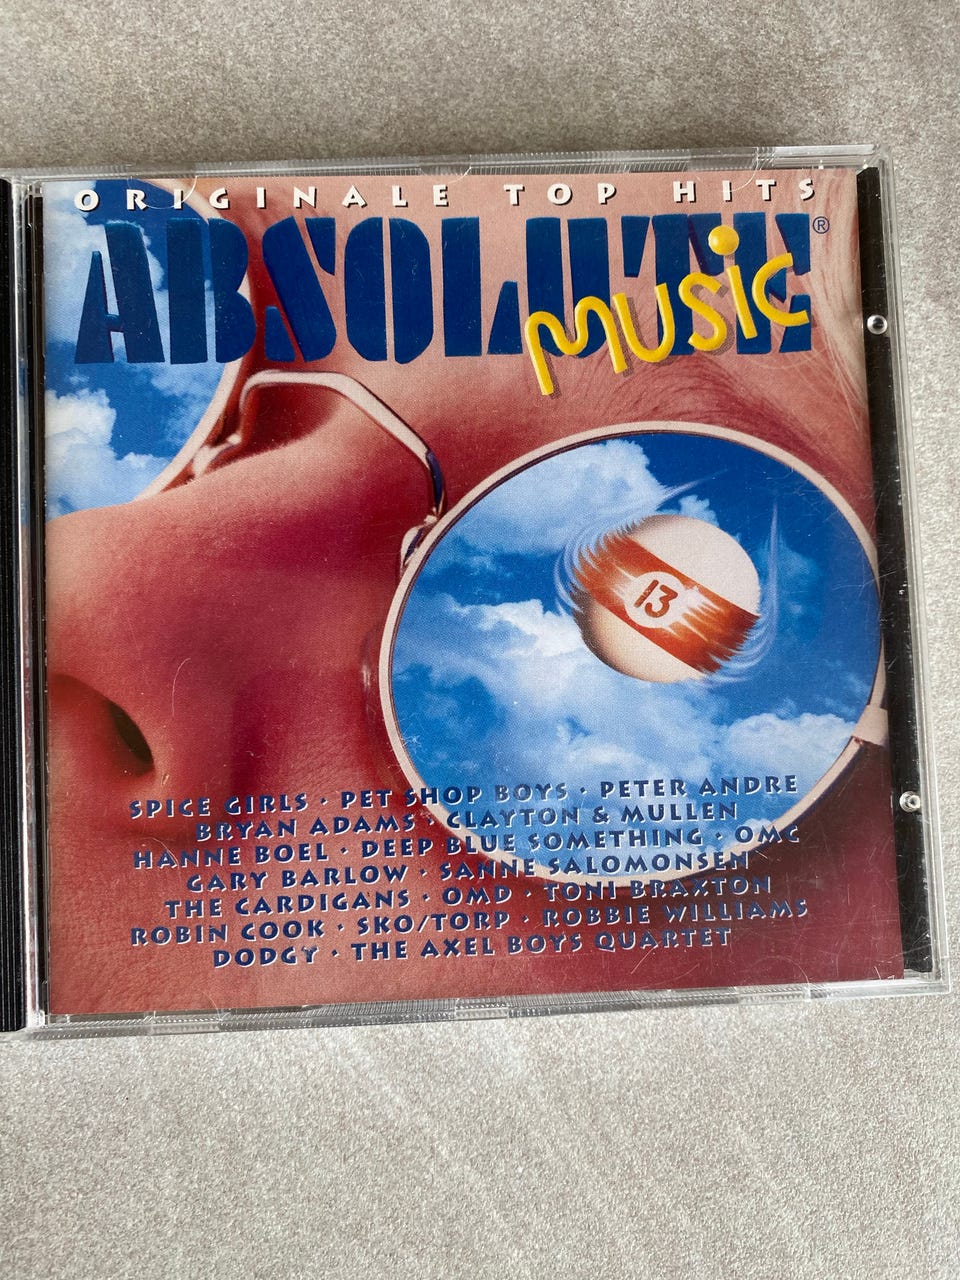 ORIGINALE TOP HITS
ABSOLUTE®
MUSIC
13
SPICE GIRLS · PET SHOP BOYS · PETER ANDRE
BRYAN ADAMS · CLAYTON & MULLEN
HANNE BOEL · DEEP BLUE SOMETHING · OMC
GARY BARLOW · SANNE SALOMONSEN
THE CARDIGANS · OMD · TONI BRAXTON
ROBIN COOK · SKO/TORP · ROBBIE WILLIAMS
DODGY · THE AXEL BOYS QUARTET